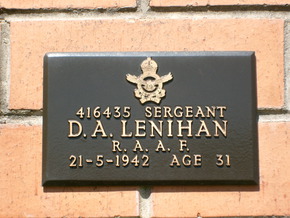 416435 SERGEANT
D.A. LENIHAN
R. A. A. F.
21-5-1942 AGE 31